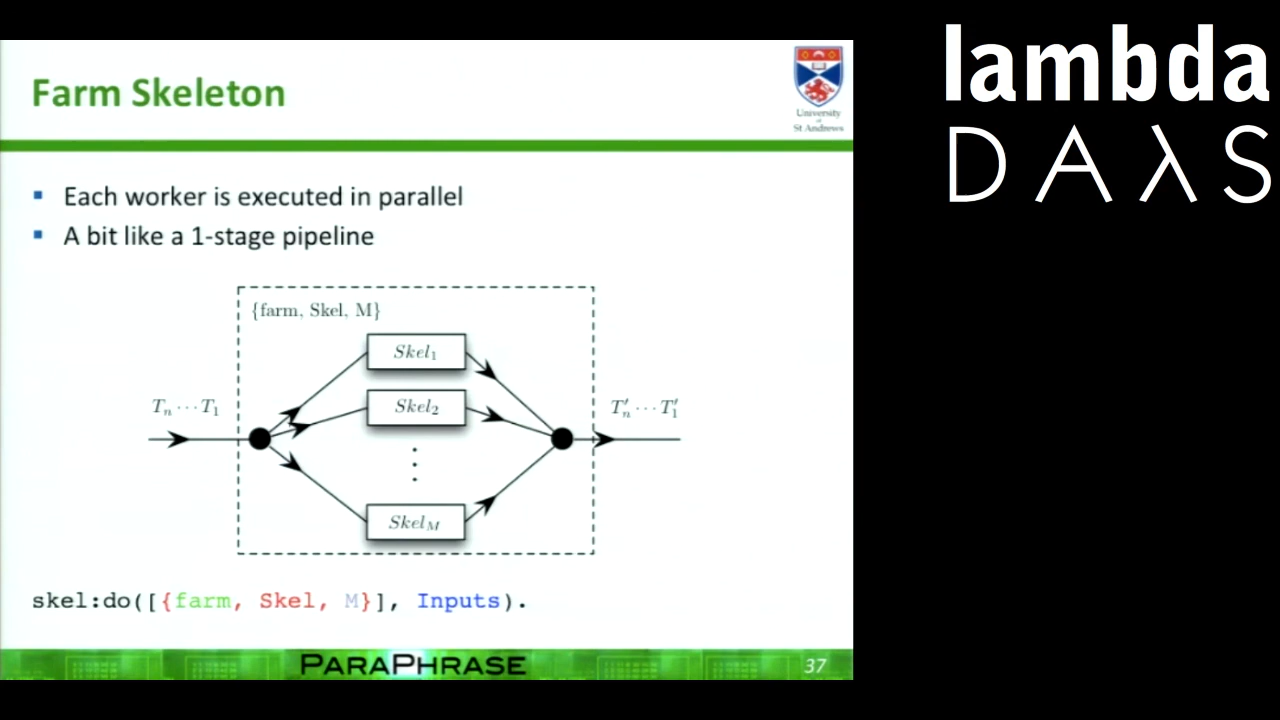 Farm Skeleton
University
of
St Andrews
Each worker is executed in parallel
A bit like a 1-stage pipeline
{farm, Skel, M}
Skel₁
Skel₂
Skel_M
Tₙ ⋯ T₁
T′ₙ ⋯ T′₁
skel:do([{farm, Skel, M}], Inputs).
PARAPHRASE
37
lambda
DAλS